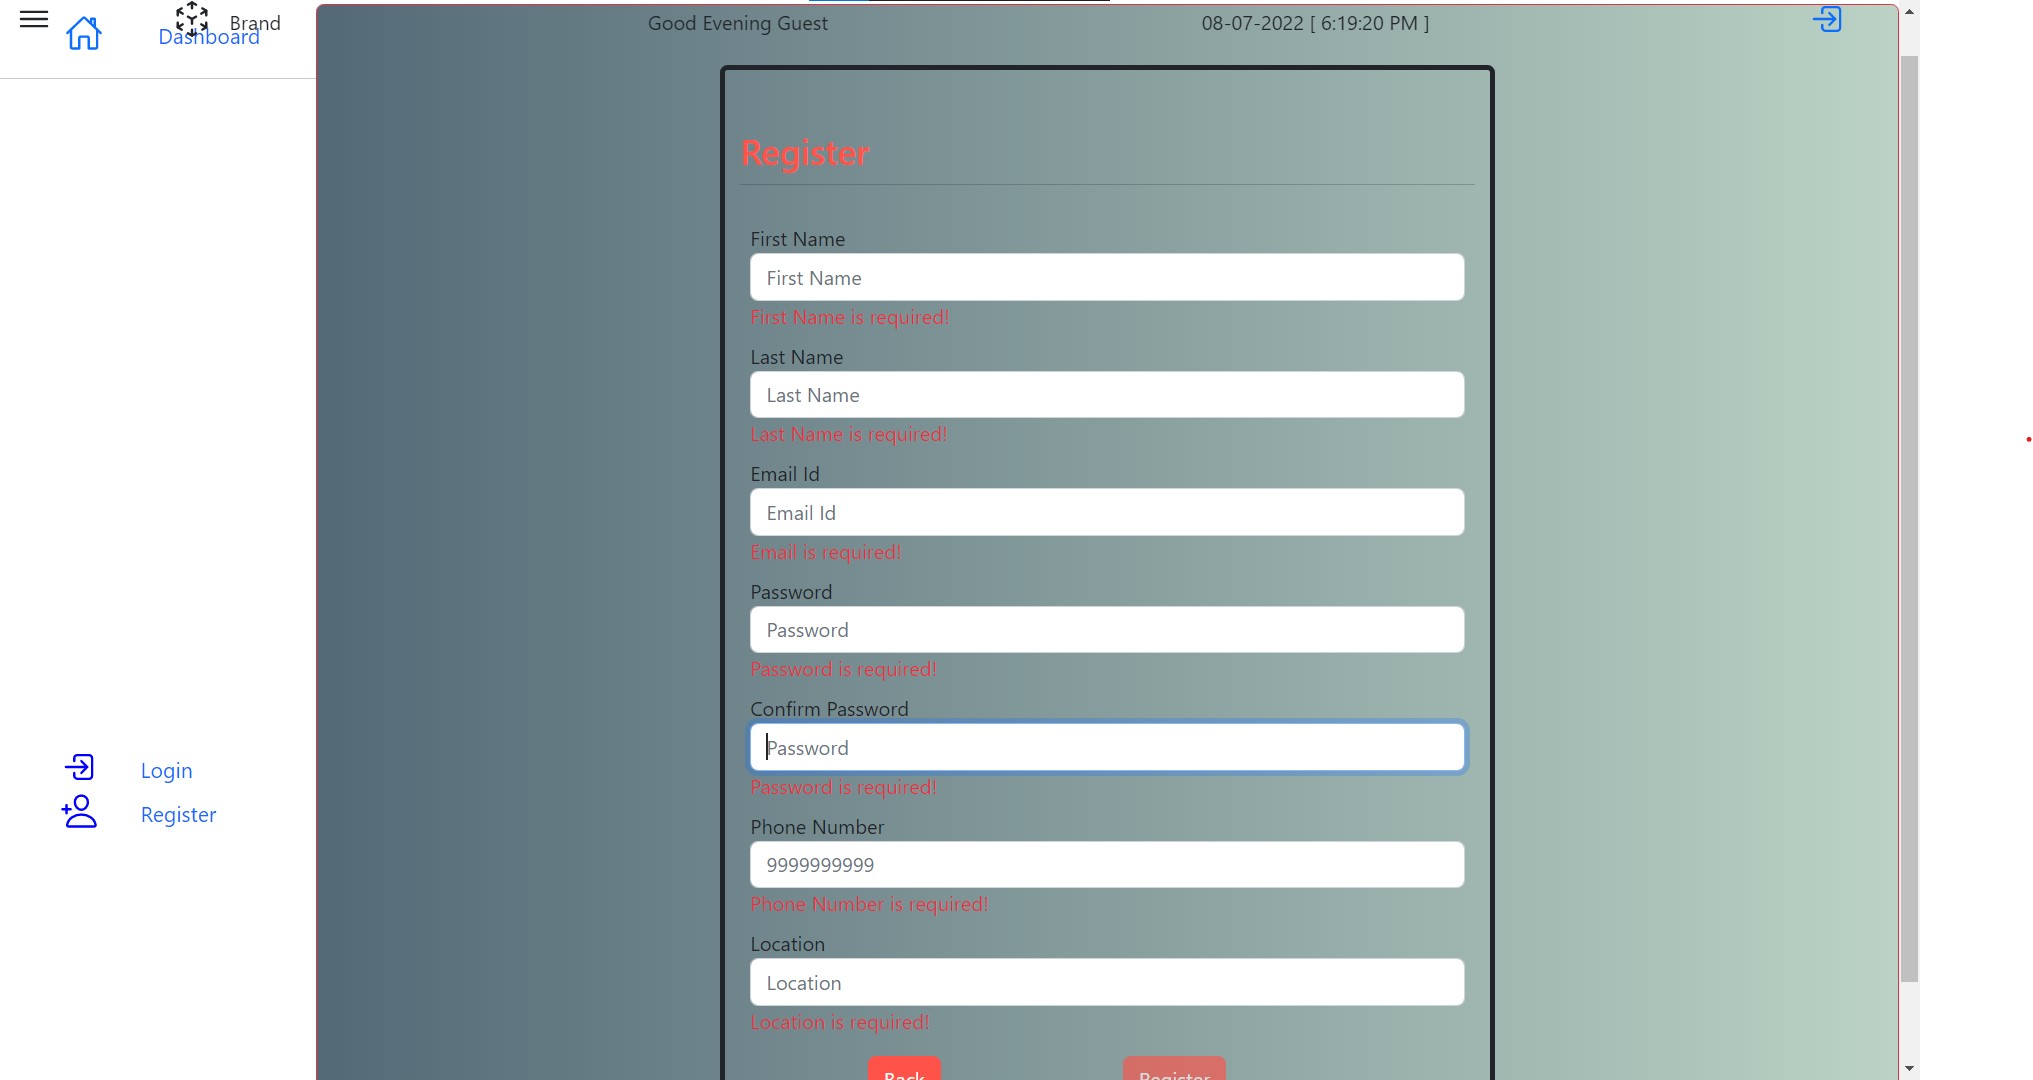 Brand
Dashboard
Good Evening Guest
08-07-2022 [ 6:19:20 PM ]
Register
First Name
First Name
First Name is required!
Last Name
Last Name
Last Name is required!
Email Id
Email Id
Email is required!
Password
Password
Password is required!
Confirm Password
Password
Password is required!
Phone Number
9999999999
Phone Number is required!
Location
Location
Location is required!
Back
Register
Login
Register